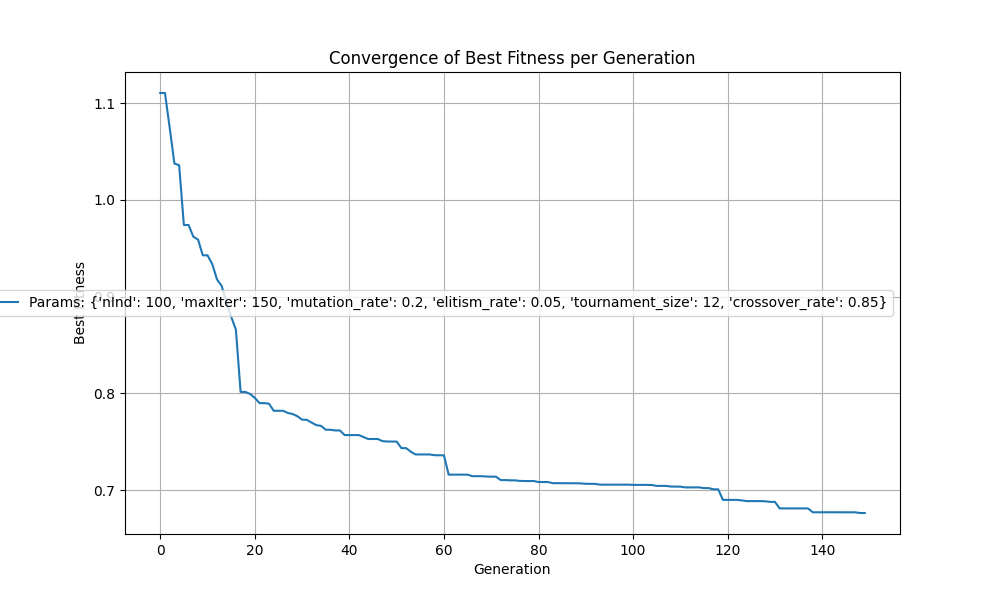 Convergence of Best Fitness per Generation
1.1
1.0
0.8
0.7
Params: {'nInd': 100, 'maxIter': 150, 'mutation_rate': 0.2, 'elitism_rate': 0.05, 'tournament_size': 12, 'crossover_rate': 0.85}
Best
0 20 40 60 80 100 120 140
Generation